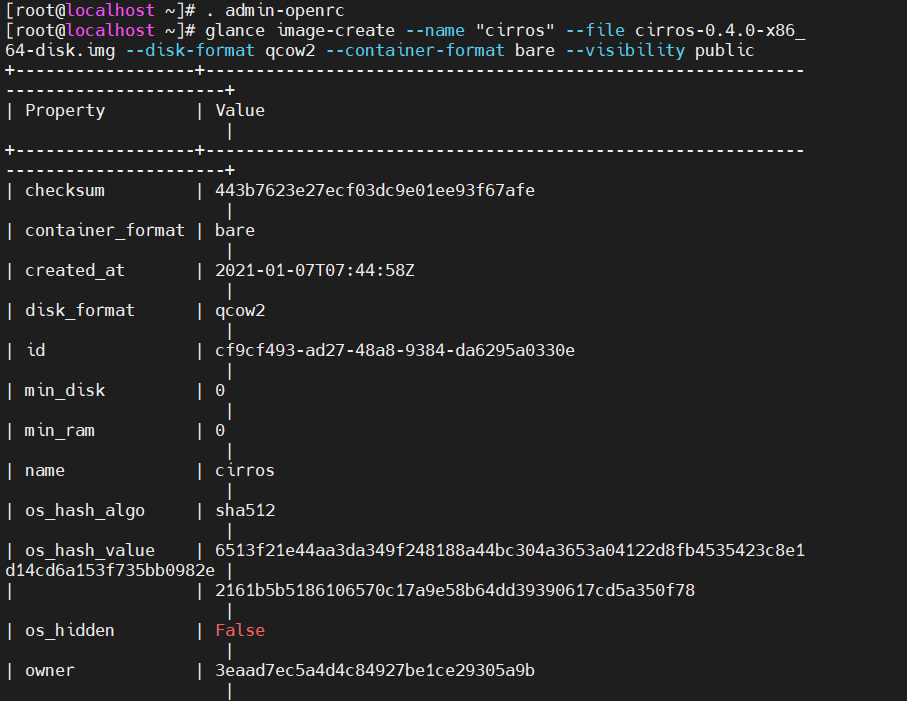 [root@localhost ~]# . admin-openrc
[root@localhost ~]# glance image-create --name "cirros" --file cirros-0.4.0-x86_
64-disk.img --disk-format qcow2 --container-format bare --visibility public
+------------------+------------------------------------------------------------
----------------------+
| Property         | Value
                      |
+------------------+------------------------------------------------------------
----------------------+
| checksum         | 443b7623e27ecf03dc9e01ee93f67afe
                      |
| container_format | bare
                      |
| created_at       | 2021-01-07T07:44:58Z
                      |
| disk_format      | qcow2
                      |
| id               | cf9cf493-ad27-48a8-9384-da6295a0330e
                      |
| min_disk         | 0
                      |
| min_ram          | 0
                      |
| name             | cirros
                      |
| os_hash_algo     | sha512
                      |
| os_hash_value    | 6513f21e44aa3da349f248188a44bc304a3653a04122d8fb4535423c8e1
d14cd6a153f735bb0982e |
|                  | 2161b5b5186106570c17a9e58b64dd39390617cd5a350f78
                      |
| os_hidden        | False
                      |
| owner            | 3eaad7ec5a4d4c84927be1ce29305a9b
                      |